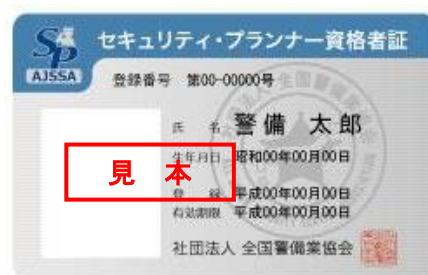 SP
AJSSA
セキュリティ・プランナー資格者証
登録番号 第00-00000号
氏 名 警備 太郎
生年月日 昭和00年00月00日
見 本
登 録 平成00年00月00日
有効期限 平成00年00月00日
社団法人 全国警備業協会